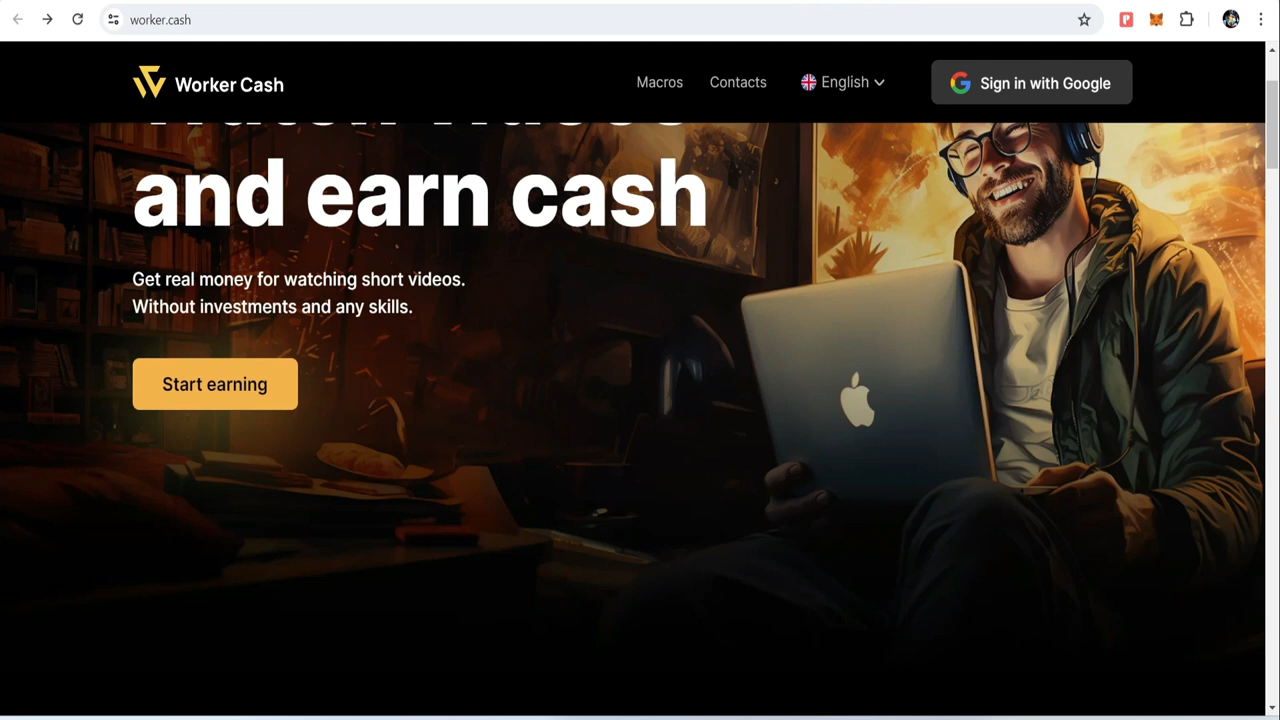 worker.cash
Worker Cash
Macros
Contacts
English
Sign in with Google
and earn cash
Get real money for watching short videos.
Without investments and any skills.
Start earning